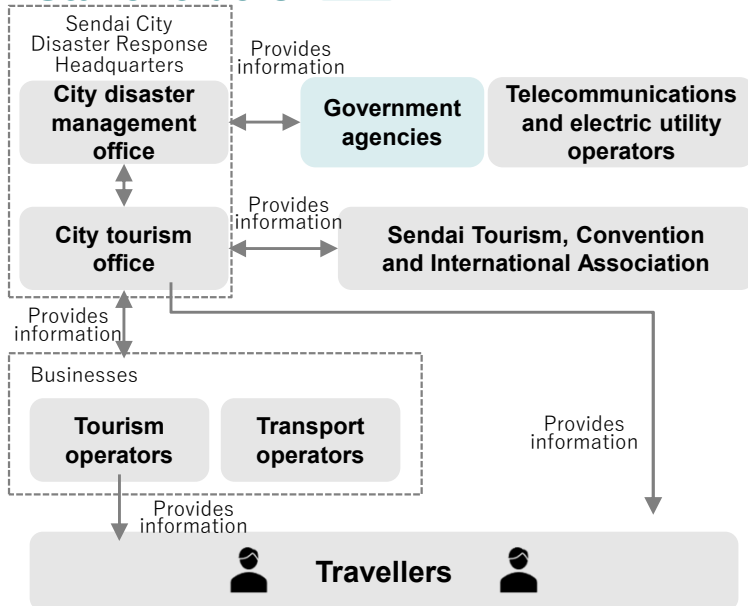 Sendai City
Disaster Response
Headquarters
Provides
information
City disaster
management
office
Government
agencies
Telecommunications
and electric utility
operators
City tourism
office
Provides
information
Sendai Tourism, Convention
and International Association
Provides
information
Businesses
Tourism
operators
Transport
operators
Provides
information
Provides
information
Travellers